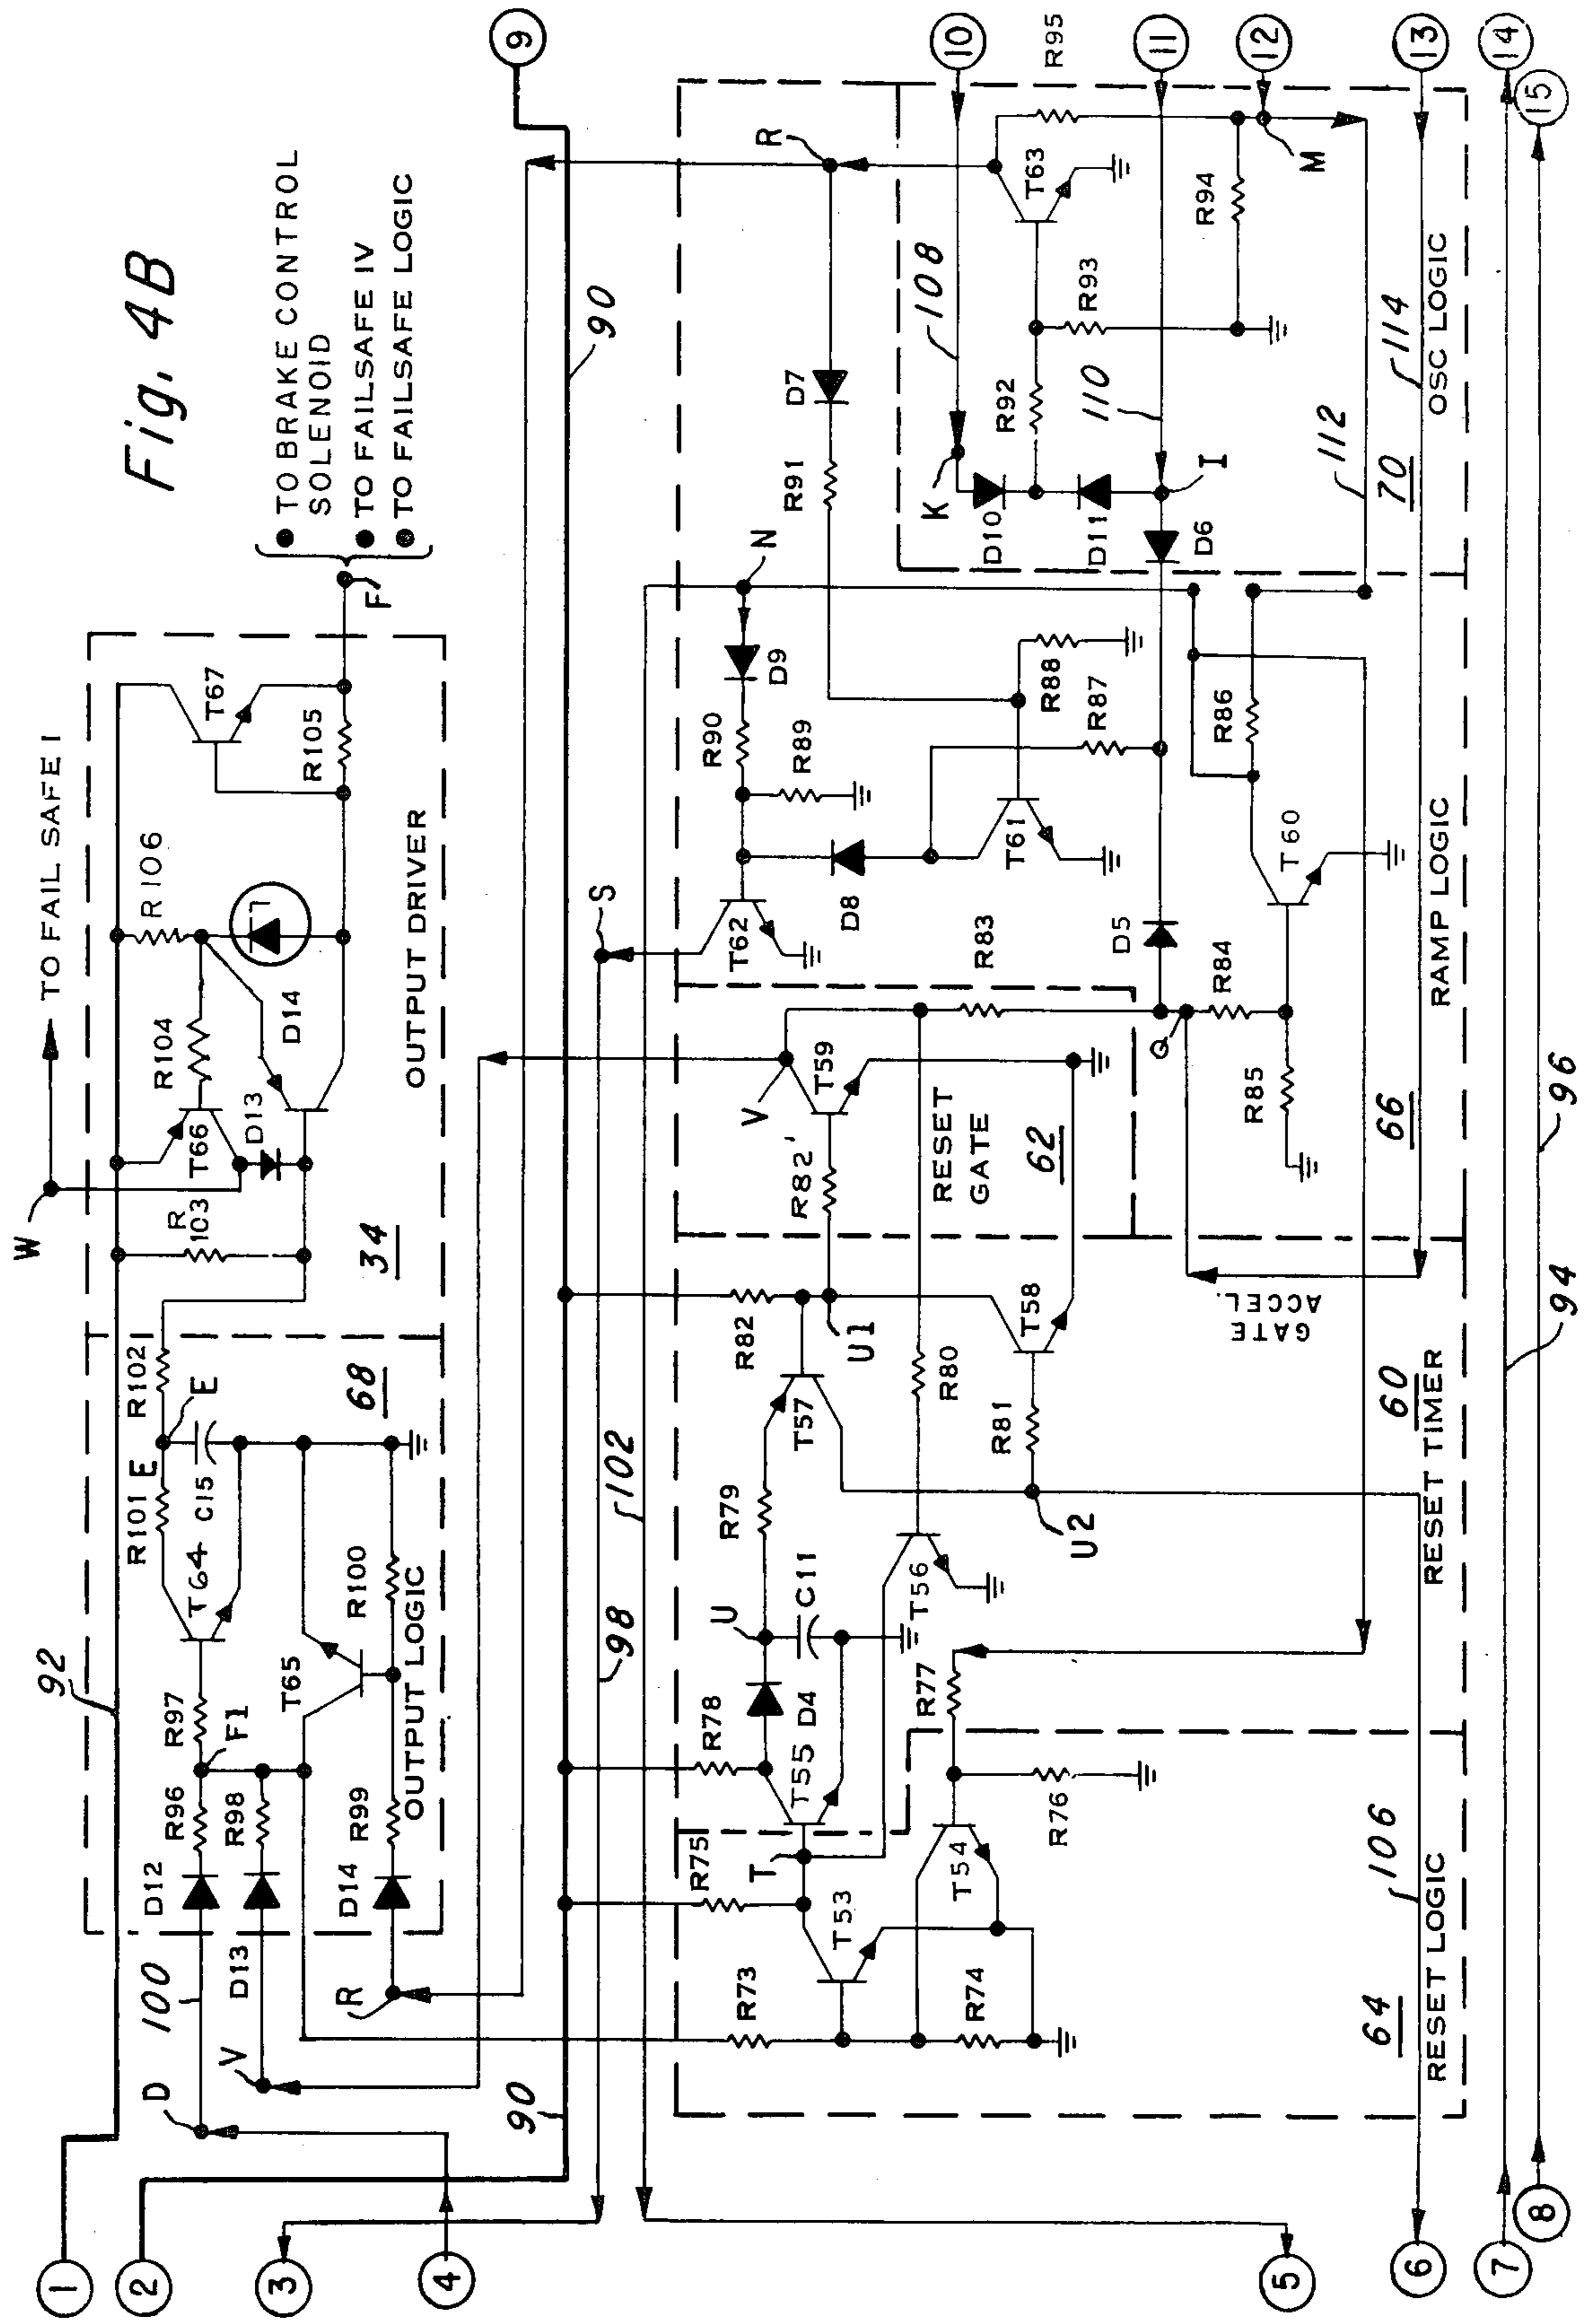 Fig. 4B
TO FAIL SAFE I
● TO BRAKE CONTROL
SOLENOID
● TO FAILSAFE IV
● TO FAILSAFE LOGIC
F
W
92
1
2
3
4
5
6
7
8
9
10
11
12
13
14
15
D
100
V
D13
R
D12
D14
R96
R98
R99
F1
R97
T64
T65
R100
R101 E
C15
E
R102
68
OUTPUT LOGIC
R
103
34
T66
D13
R104
D14
R106
T67
R105
OUTPUT DRIVER
90
90
98
102
S
N
R
R73
R74
T53
T54
R75
R76
T
64
RESET LOGIC
106
R77
R78
T55
D4
U
C11
R79
T56
T57
R80
R81
R82
U1
U2
T58
60
RESET TIMER
GATE
ACCEL.
R82'
V
T59
RESET
GATE
62
R83
Q
R84
R85
66
RAMP LOGIC
T62
D8
R89
R90
D9
T61
R88
R87
D5
T60
R86
R91
D7
112
70
OSC LOGIC
114
K
108
D10
D11
D6
I
110
R92
R93
R94
T63
R95
M
94
96